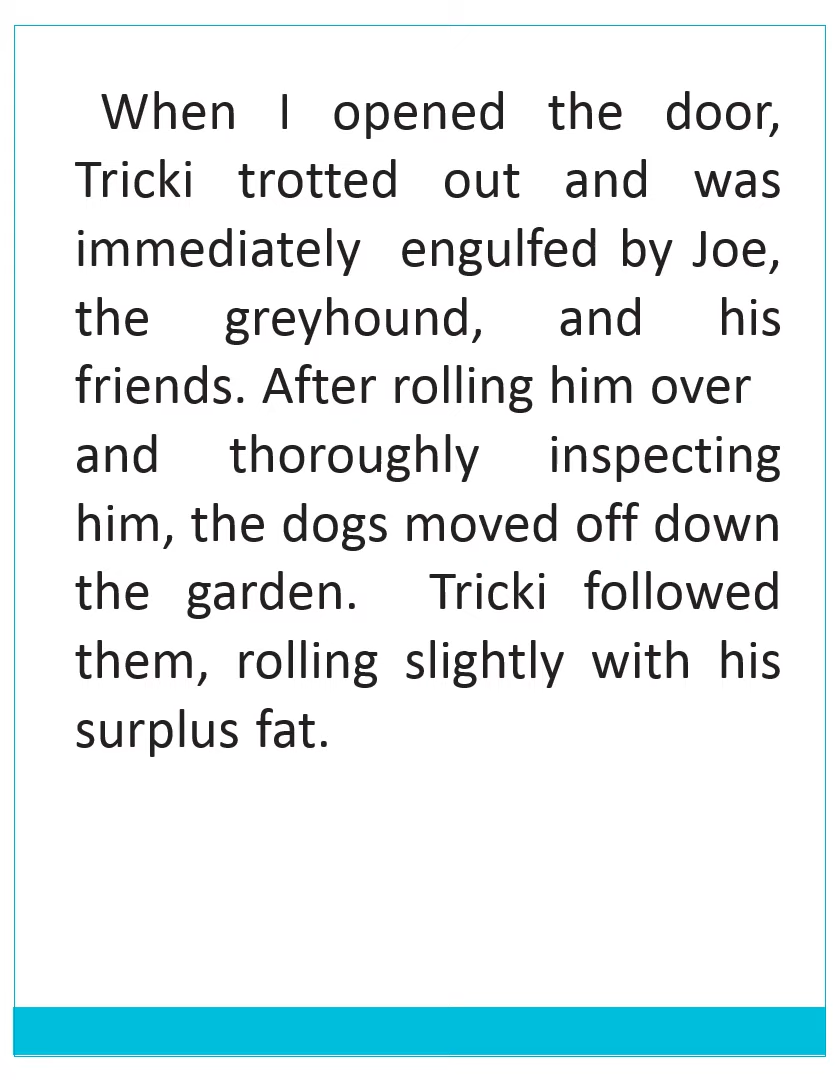 When I opened the door,
Tricki trotted out and was
immediately engulfed by Joe,
the greyhound, and his
friends. After rolling him over
and thoroughly inspecting
him, the dogs moved off down
the garden. Tricki followed
them, rolling slightly with his
surplus fat.